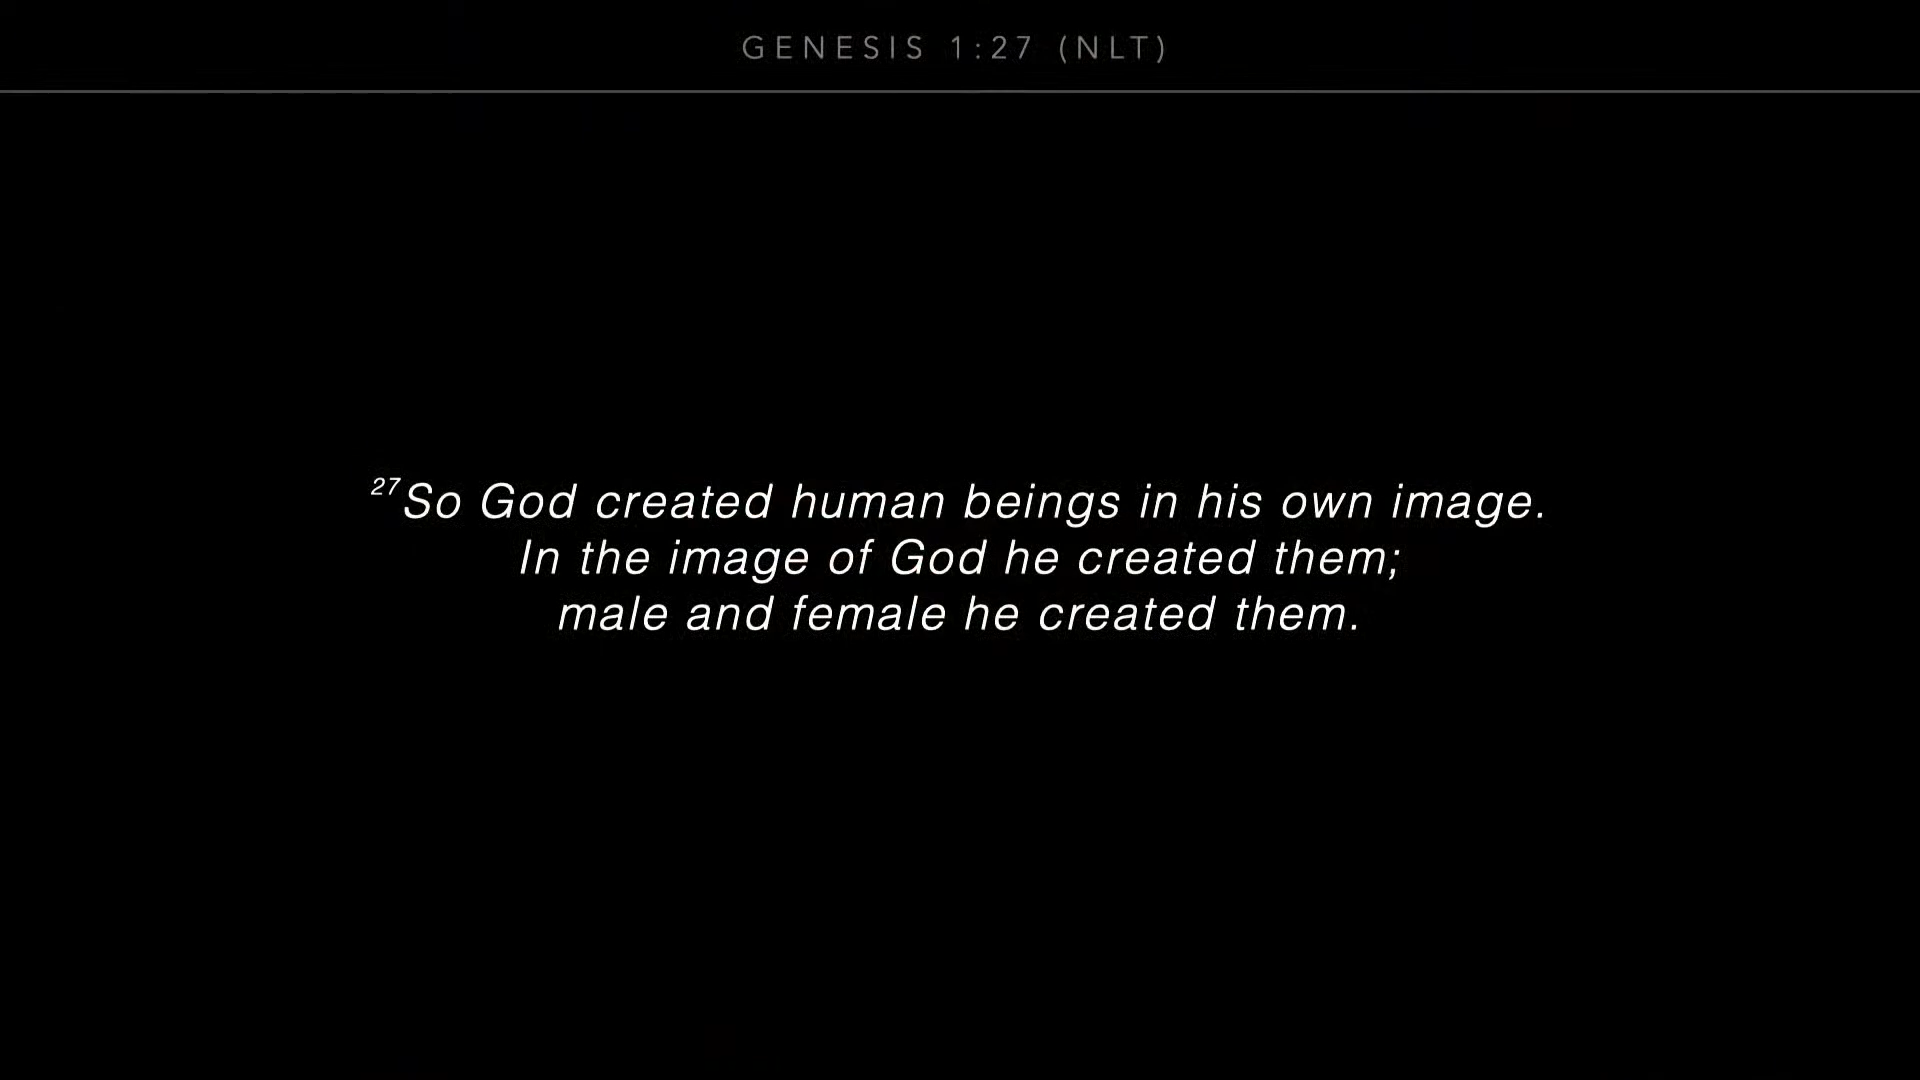 GENESIS 1:27 (NLT)
27So God created human beings in his own image.
In the image of God he created them;
male and female he created them.